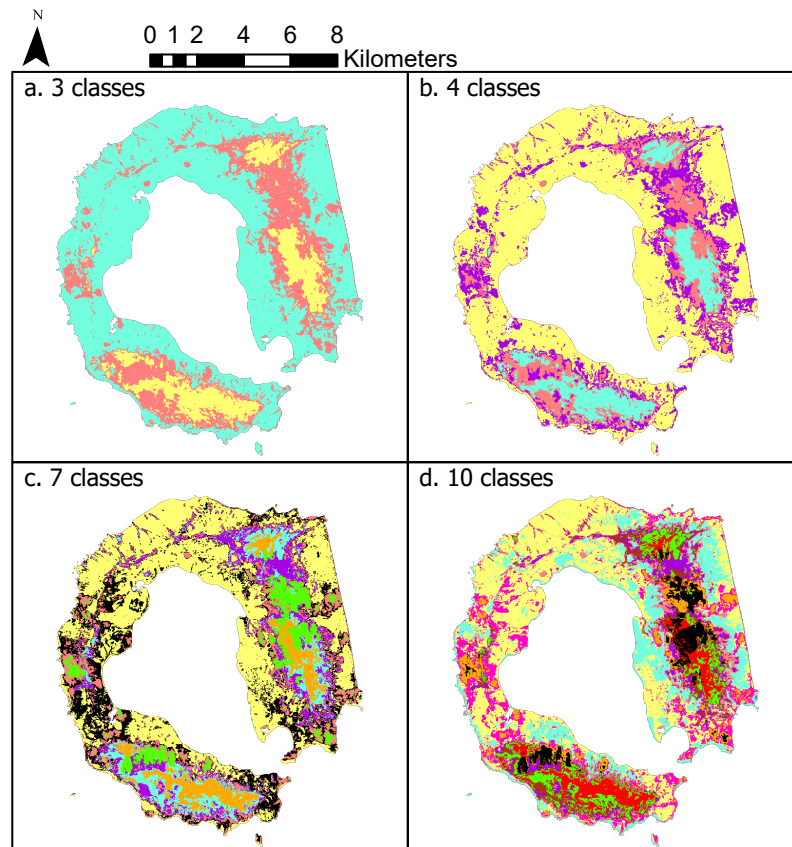 N
0 1 2 4 6 8
Kilometers
a. 3 classes
b. 4 classes
c. 7 classes
d. 10 classes